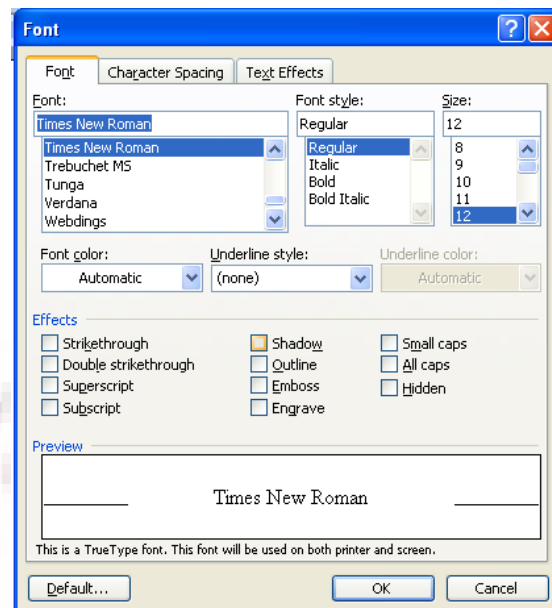 Font
Font Character Spacing Text Effects
Font: Font style: Size:
Times New Roman Regular 12
Times New Roman Regular 8
Trebuchet MS Italic 9
Tunga Bold 10
Verdana Bold Italic 11
Webdings 12
Font color: Underline style: Underline color:
Automatic (none) Automatic
Effects
Strikethrough Shadow Small caps
Double strikethrough Outline All caps
Superscript Emboss Hidden
Subscript Engrave
Preview
Times New Roman
This is a TrueType font. This font will be used on both printer and screen.
Default... OK Cancel